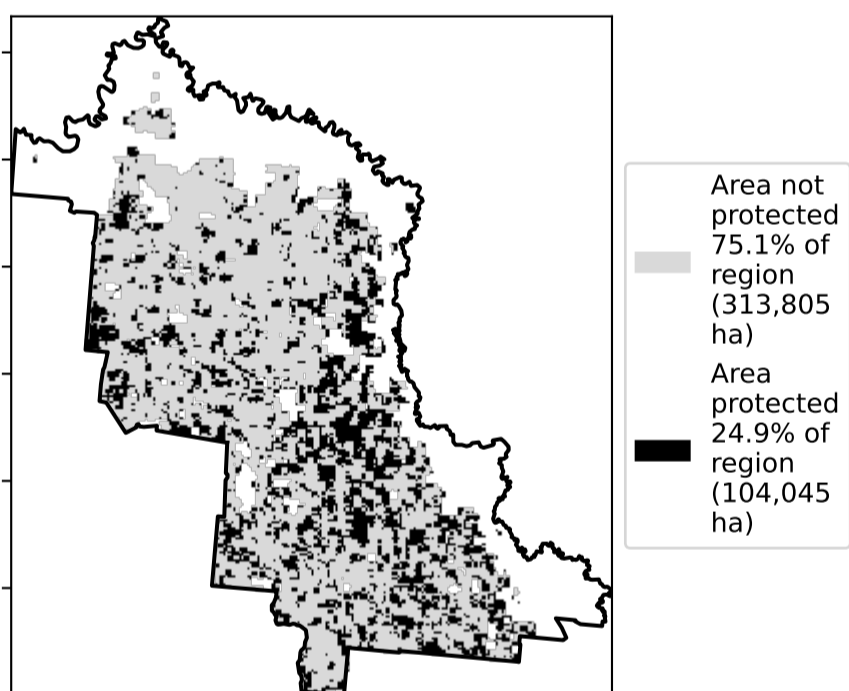 Area not
protected
75.1% of
region
(313,805
ha)
Area
protected
24.9% of
region
(104,045
ha)